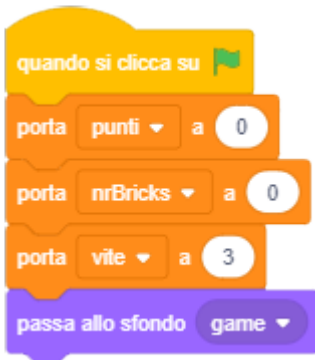 quando si clicca su
porta punti a 0
porta nrBricks a 0
porta vite a 3
passa allo sfondo game